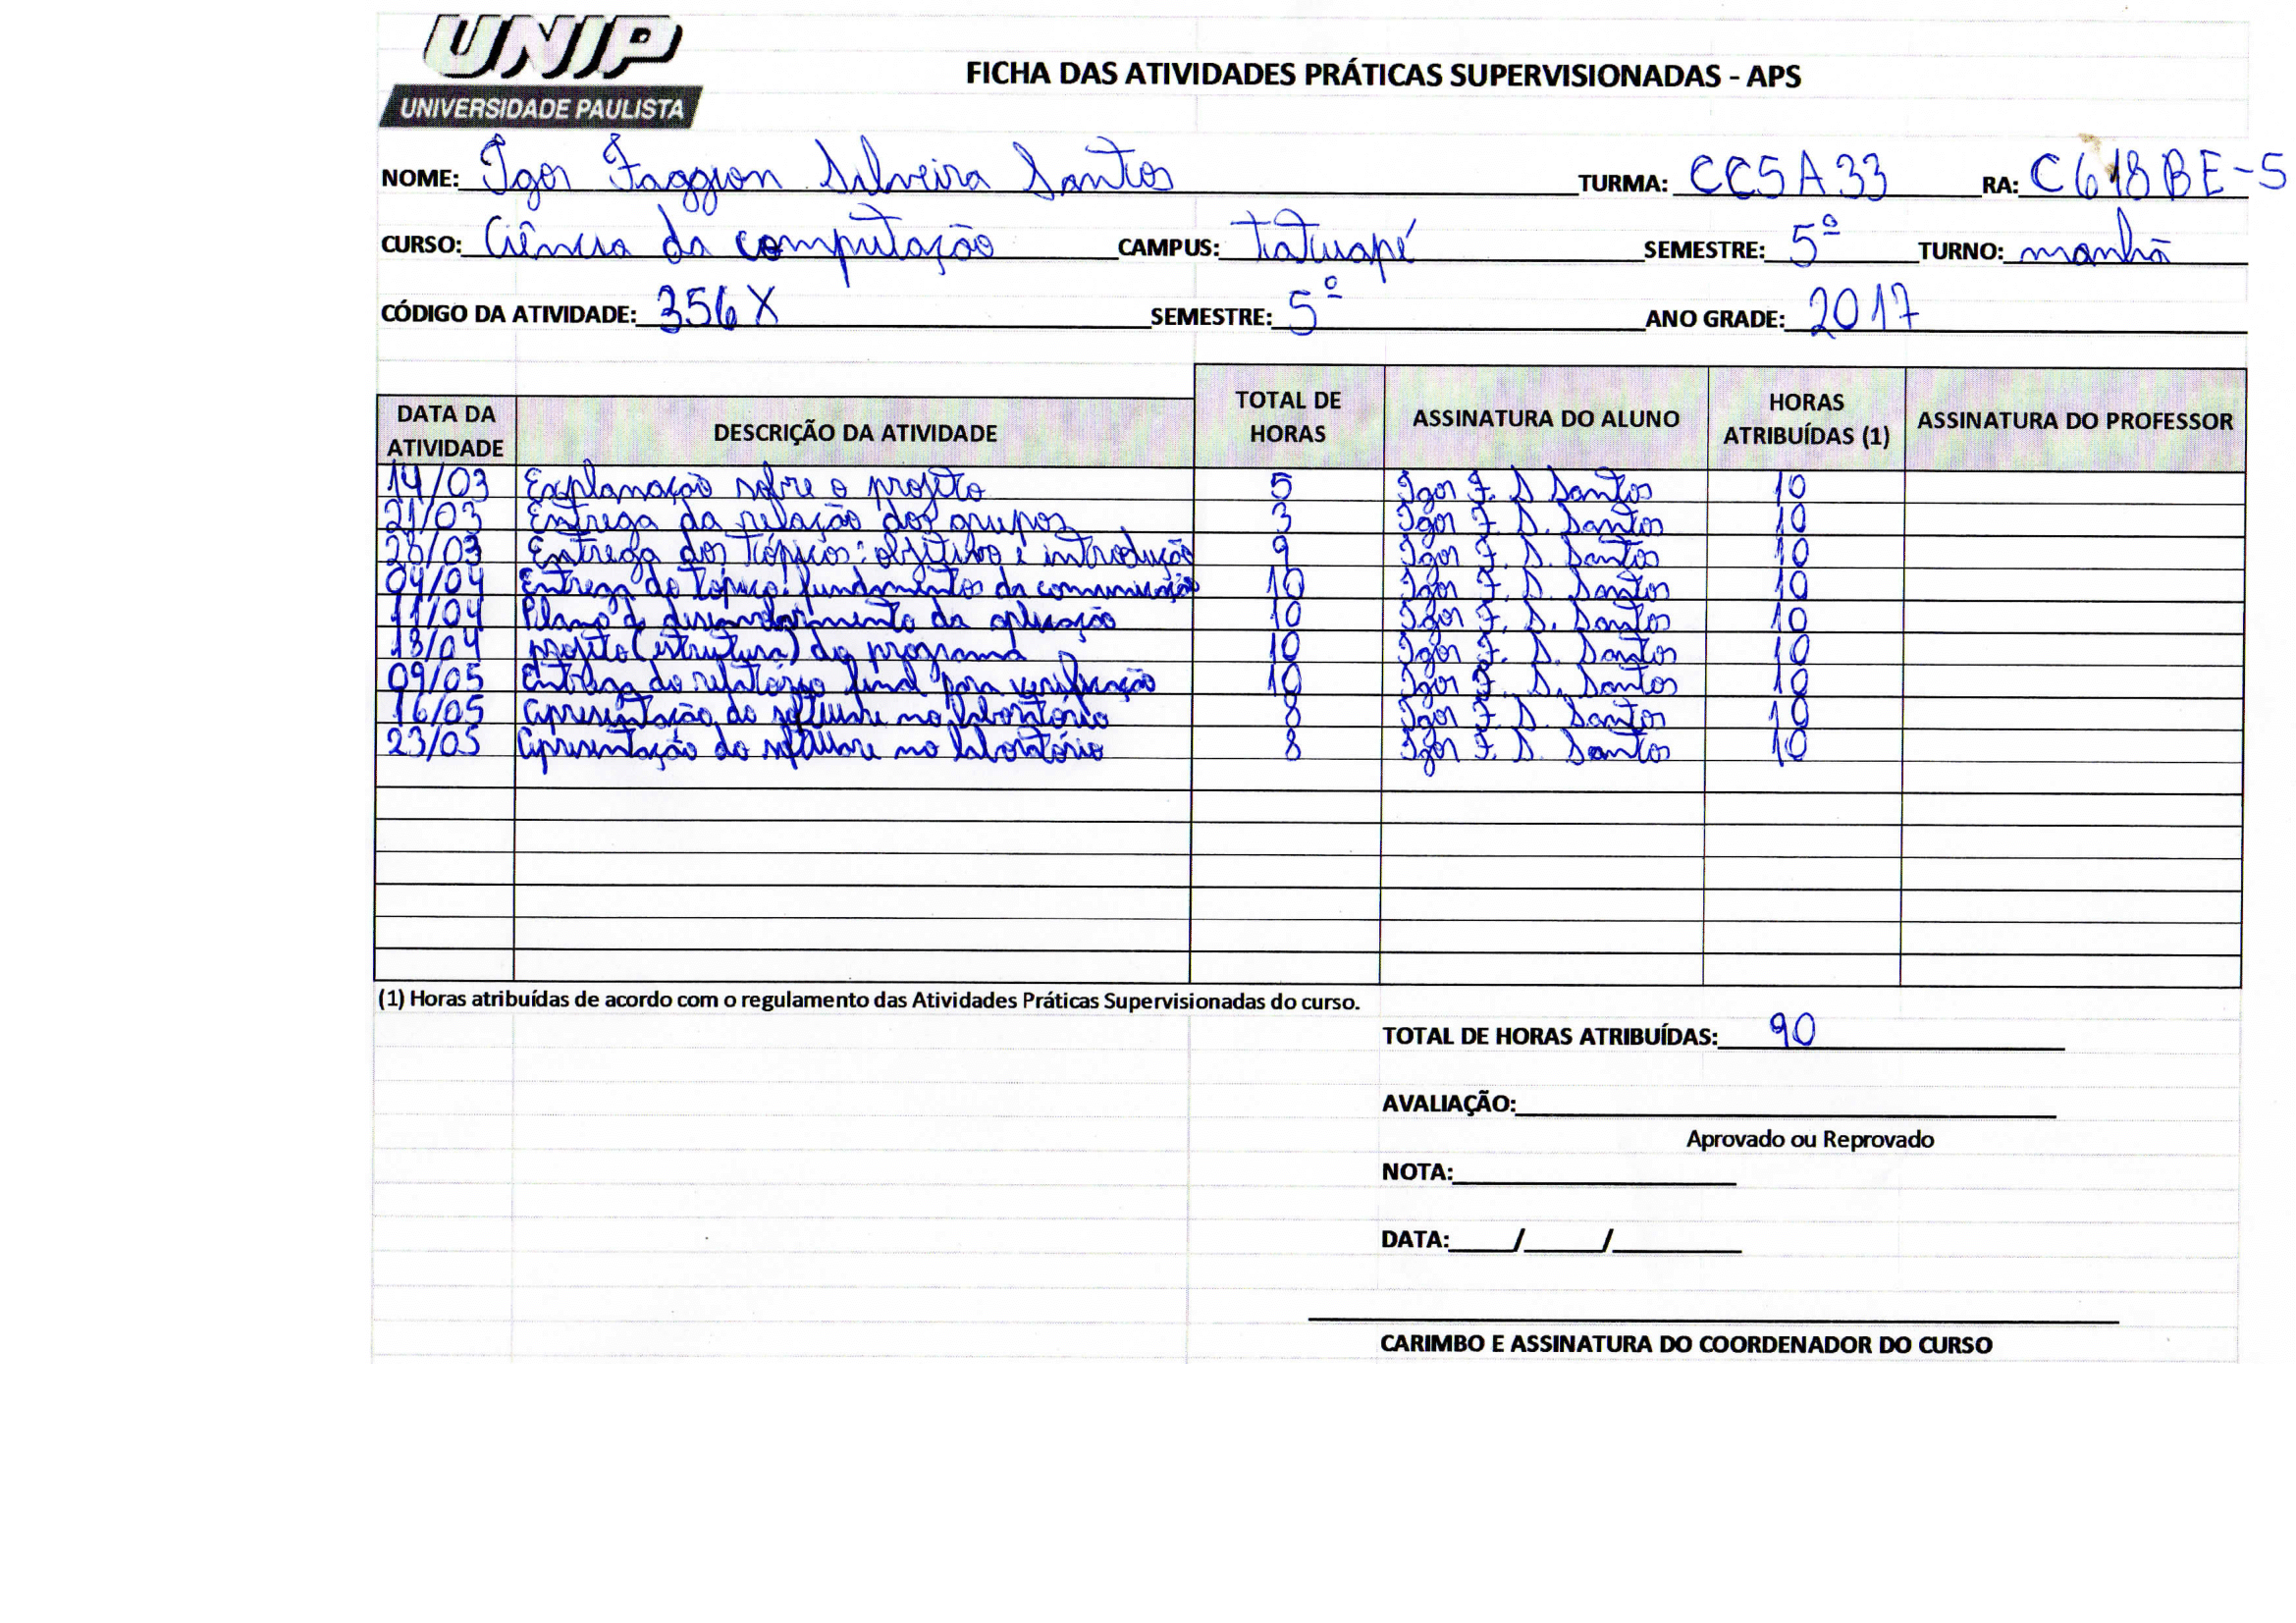 UNIP
UNIVERSIDADE PAULISTA
FICHA DAS ATIVIDADES PRÁTICAS SUPERVISIONADAS - APS
NOME: Igor Faggion Silveira Santos TURMA: CC5A33 RA: C618BE-5
CURSO: Ciência da computação CAMPUS: Tatuapé SEMESTRE: 5º TURNO: manhã
CÓDIGO DA ATIVIDADE: 356X SEMESTRE: 5º ANO GRADE: 2017
DATA DA ATIVIDADE DESCRIÇÃO DA ATIVIDADE TOTAL DE HORAS ASSINATURA DO ALUNO HORAS ATRIBUÍDAS (1) ASSINATURA DO PROFESSOR
14/03 Explanação sobre o projeto 5 Igor F. S Santos 10
21/03 Entrega da relação dos grupos 3 Igor F. S. Santos 10
28/03 Entrega dos tópicos: objetivo e introdução 9 Igor F. S. Santos 10
04/04 Entrega do tópico: fundamentos da comunicação 10 Igor F. S. Santos 10
11/04 Plano de desenvolvimento da aplicação 10 Igor F. S. Santos 10
18/04 projeto (estrutura) do programa 10 Igor F. S. Santos 10
09/05 Entrega do relatório final para verificação 10 Igor F. S. Santos 10
16/05 apresentação do software no laboratório 8 Igor F. S. Santos 10
23/05 apresentação do software no laboratório 8 Igor F. S. Santos 10
(1) Horas atribuídas de acordo com o regulamento das Atividades Práticas Supervisionadas do curso.
TOTAL DE HORAS ATRIBUÍDAS: 90
AVALIAÇÃO:
Aprovado ou Reprovado
NOTA:
DATA: / /
CARIMBO E ASSINATURA DO COORDENADOR DO CURSO